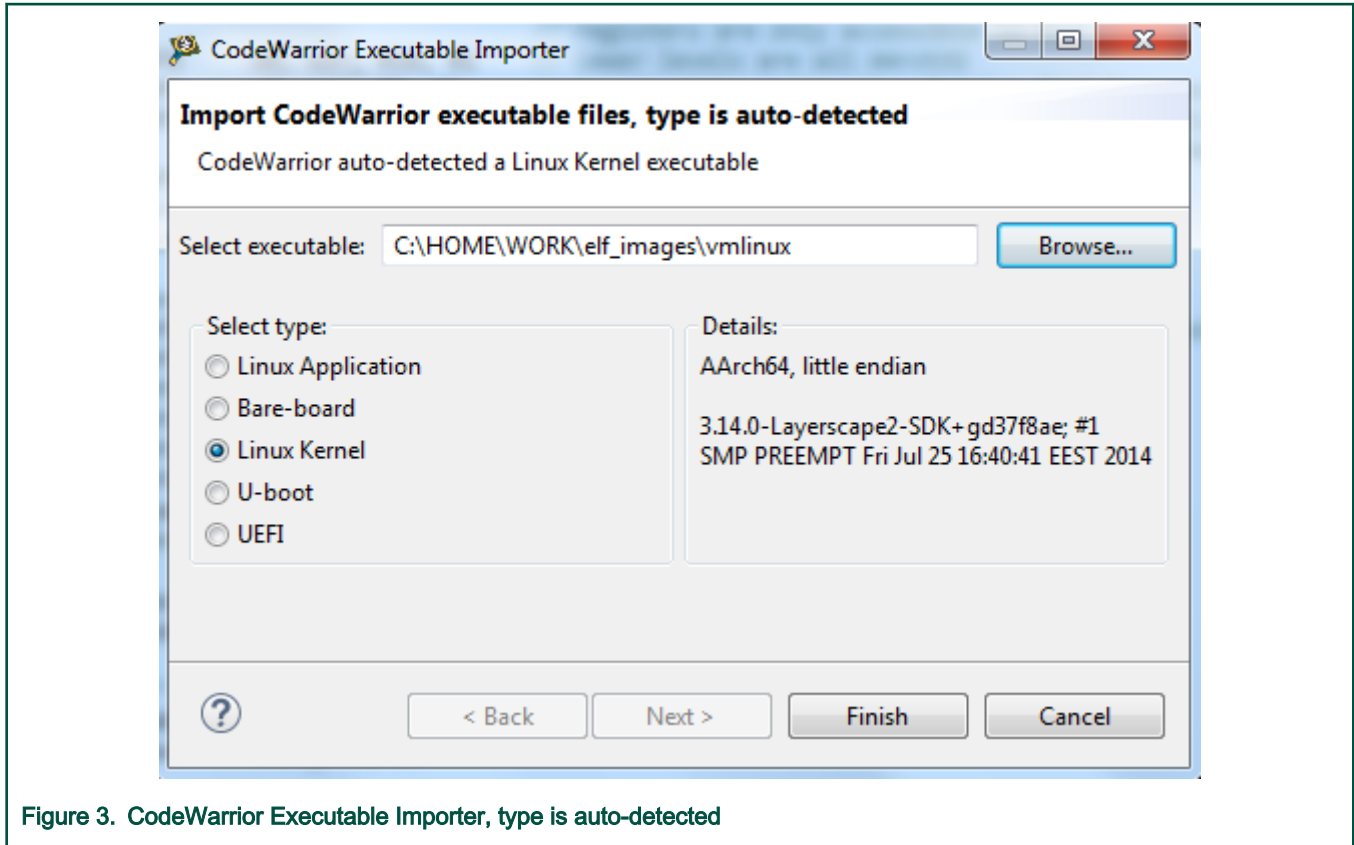 CodeWarrior Executable Importer
Import CodeWarrior executable files, type is auto-detected
CodeWarrior auto-detected a Linux Kernel executable
Select executable: C:\HOME\WORK\elf_images\vmlinux Browse...
Select type:
Linux Application
Bare-board
Linux Kernel
U-boot
UEFI
Details:
AArch64, little endian
3.14.0-Layerscape2-SDK+gd37f8ae; #1
SMP PREEMPT Fri Jul 25 16:40:41 EEST 2014
? < Back Next > Finish Cancel
Figure 3. CodeWarrior Executable Importer, type is auto-detected